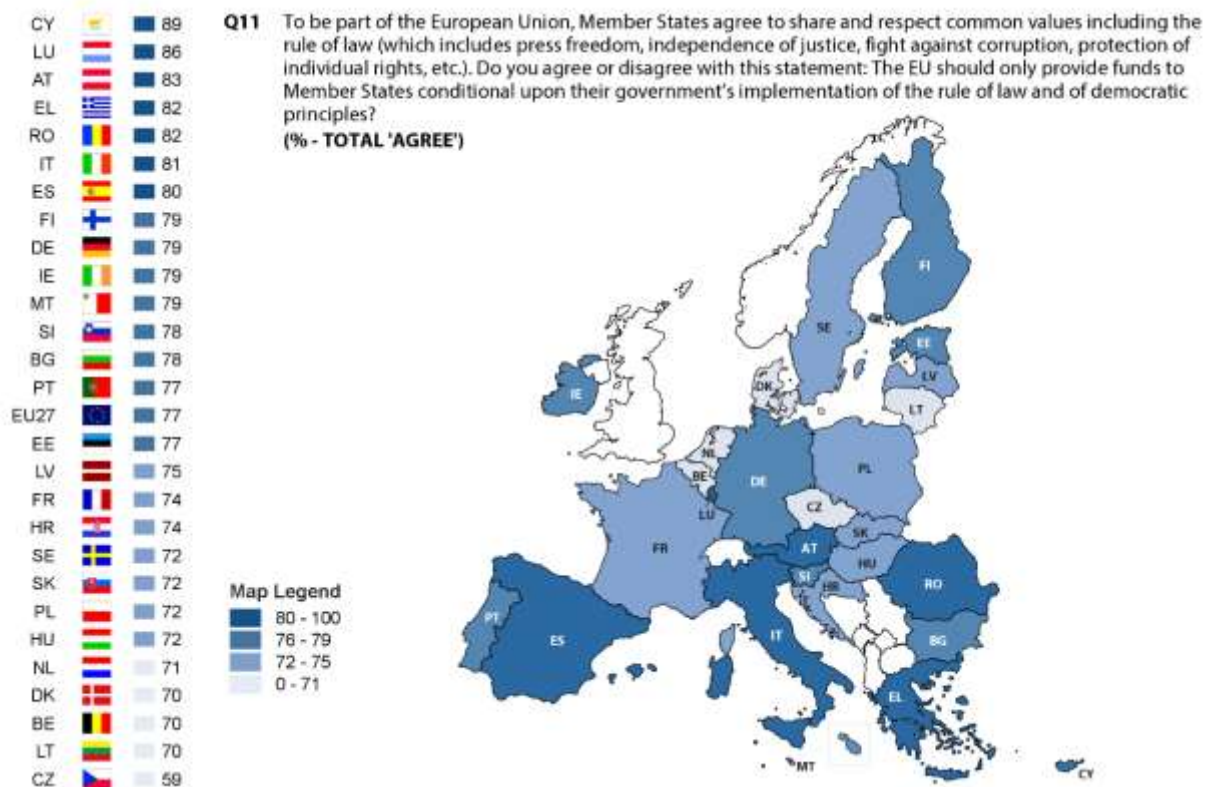 CY 89
LU 86
AT 83
EL 82
RO 82
IT 81
ES 80
FI 79
DE 79
IE 79
MT 79
SI 78
BG 78
PT 77
EU27 77
EE 77
LV 75
FR 74
HR 74
SE 72
SK 72
PL 72
HU 72
NL 71
DK 70
BE 70
LT 70
CZ 59
Q11 To be part of the European Union, Member States agree to share and respect common values including the
rule of law (which includes press freedom, independence of justice, fight against corruption, protection of
individual rights, etc.). Do you agree or disagree with this statement: The EU should only provide funds to
Member States conditional upon their government's implementation of the rule of law and of democratic
principles?
(% - TOTAL 'AGREE')
FI
SE
EE
LV
DK
LT
IE
NL
BE
PL
DE
CZ
LU
SK
FR
AT
HU
SI
HR
RO
PT
ES
IT
BG
EL
MT
CY
Map Legend
80 - 100
76 - 79
72 - 75
0 - 71